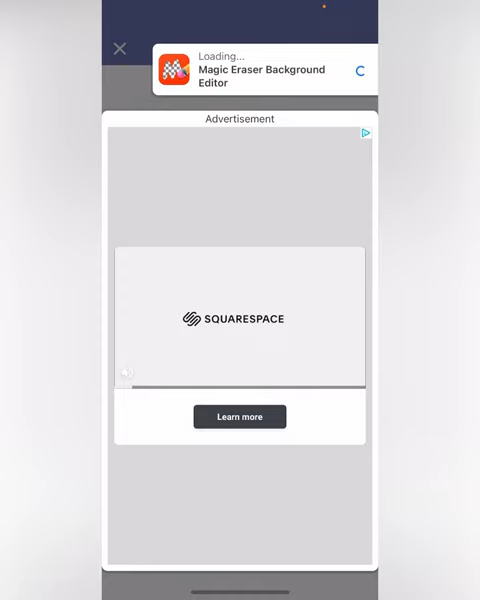 Loading...
Magic Eraser Background
Editor
Advertisement
SQUARESPACE
Learn more